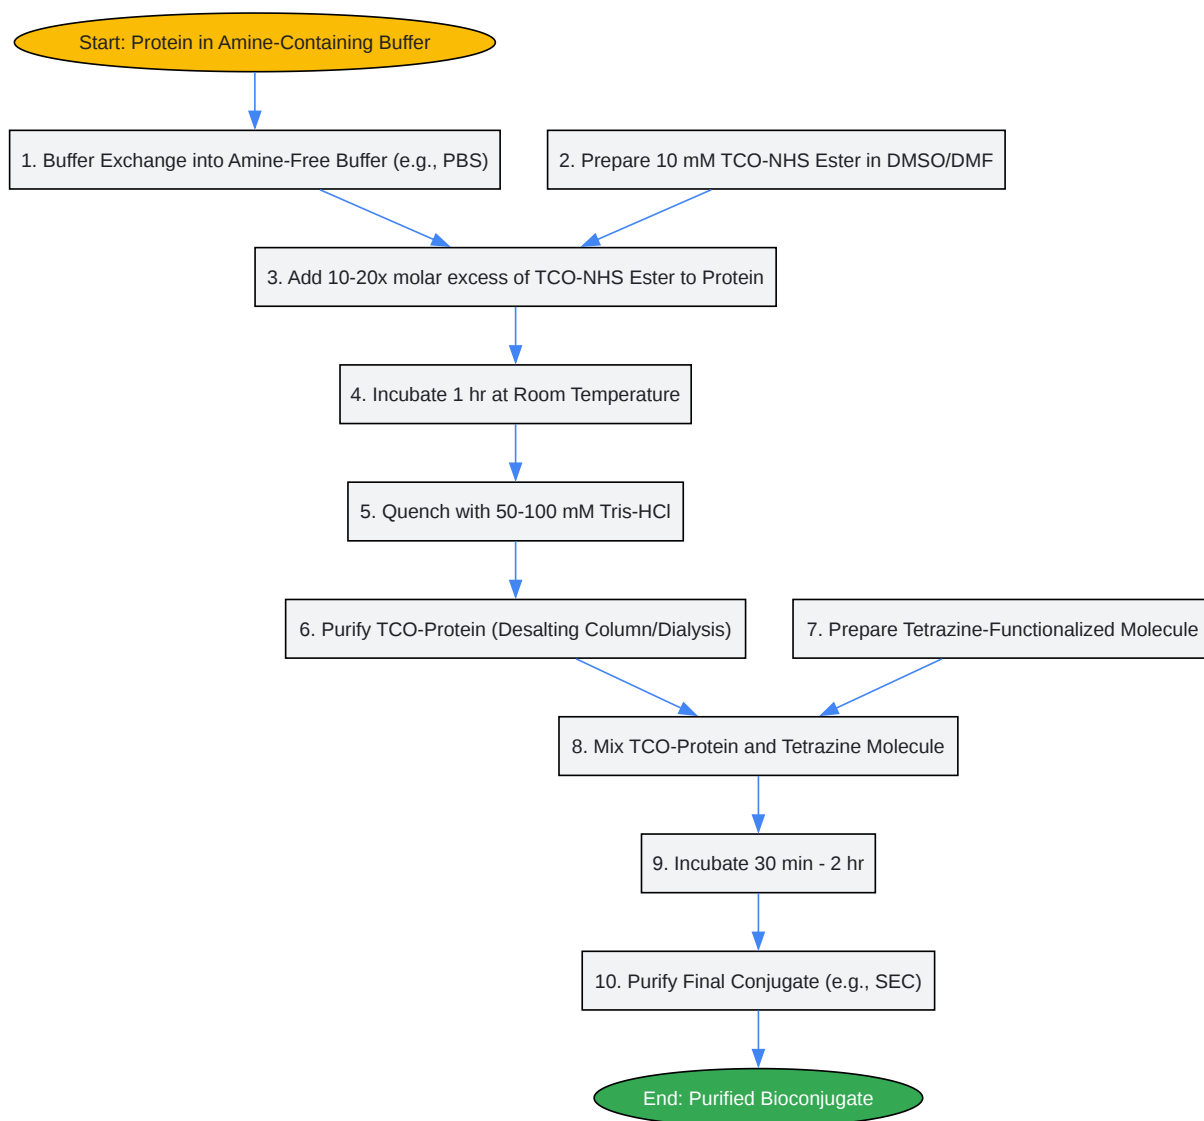 Start: Protein in Amine-Containing Buffer
1. Buffer Exchange into Amine-Free Buffer (e.g., PBS)
2. Prepare 10 mM TCO-NHS Ester in DMSO/DMF
3. Add 10-20x molar excess of TCO-NHS Ester to Protein
4. Incubate 1 hr at Room Temperature
5. Quench with 50-100 mM Tris-HCl
6. Purify TCO-Protein (Desalting Column/Dialysis)
7. Prepare Tetrazine-Functionalized Molecule
8. Mix TCO-Protein and Tetrazine Molecule
9. Incubate 30 min - 2 hr
10. Purify Final Conjugate (e.g., SEC)
End: Purified Bioconjugate